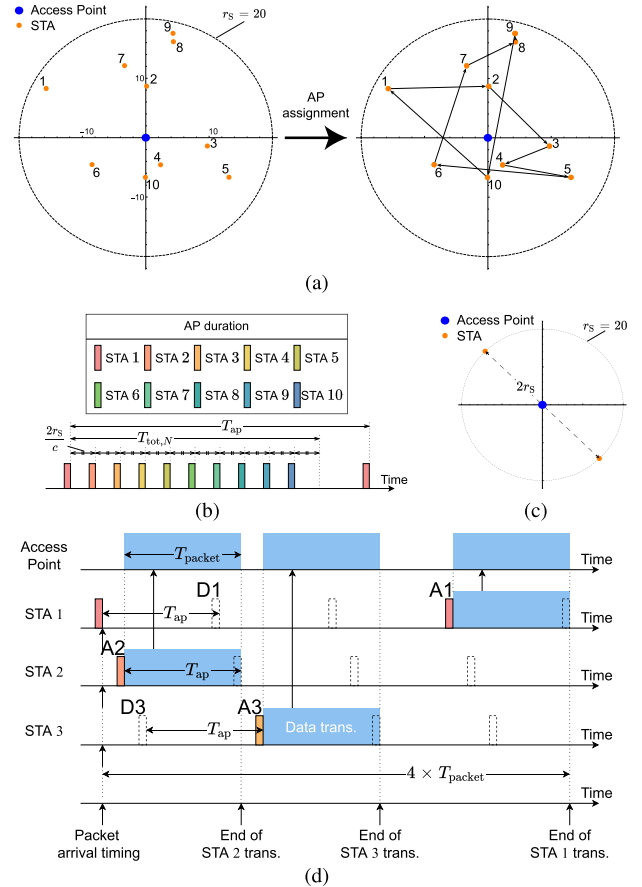 Access Point
STA
r_S = 20
9
8
7
1
10
2
-10
10
3
4
6
5
10
-10
AP
assignment
Access Point
STA
r_S = 20
9
8
7
1
2
3
4
6
5
10
(a)
AP duration
STA 1 STA 2 STA 3 STA 4 STA 5
STA 6 STA 7 STA 8 STA 9 STA 10
T_ap
2r_S/c
T_tot,N
Time
(b)
Access Point
STA
r_S = 20
2r_S
(c)
Access
Point
T_packet
Time
STA 1
D1
A1
T_ap
Time
STA 2
A2
T_ap
Time
STA 3
D3
A3
T_ap
Data trans.
Time
4 × T_packet
Time
Packet
arrival timing
End of
STA 2 trans.
End of
STA 3 trans.
End of
STA 1 trans.
(d)